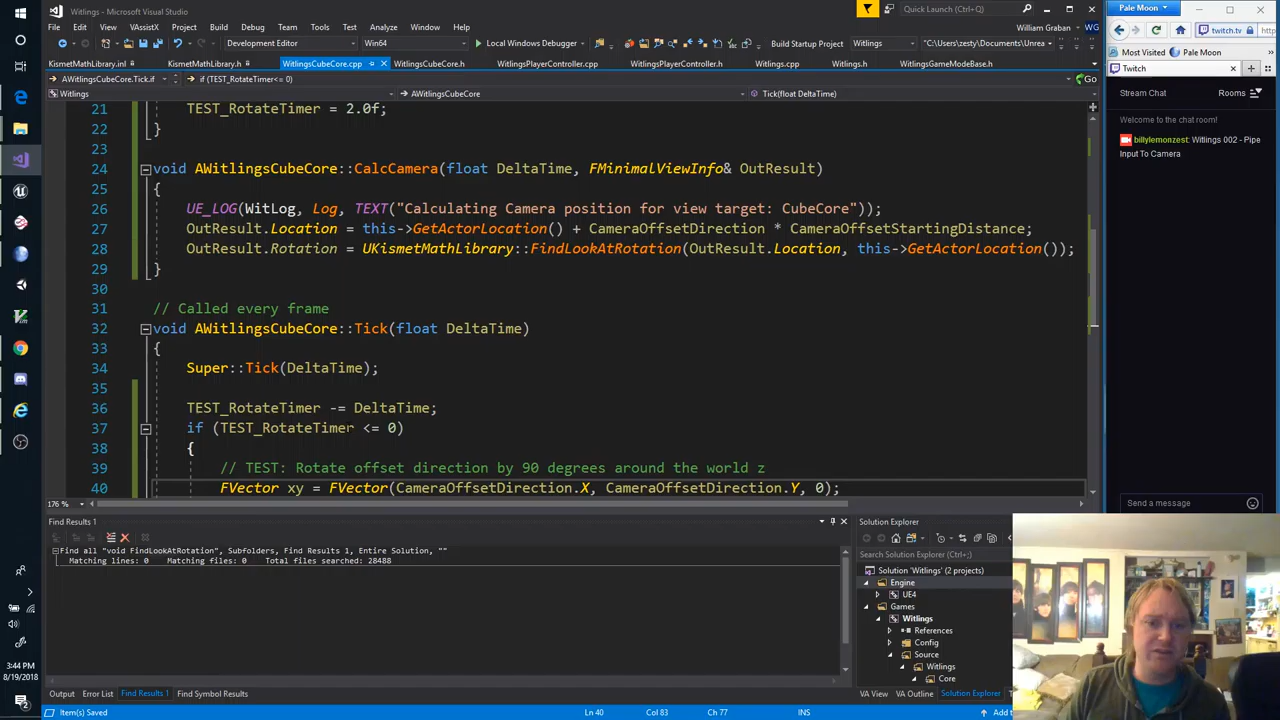 Witlings - Microsoft Visual Studio
Quick Launch (Ctrl+;)
File Edit View VAssistX Project Build Debug Team Tools Test Analyze Window Help
William Graban WG
Development Editor Win64 Local Windows Debugger Build Startup Project Witlings "C:\Users\zesty\Documents\Unrea
KismetMathLibrary.inl KismetMathLibrary.h WitlingsCubeCore.cpp WitlingsCubeCore.h WitlingsPlayerController.cpp WitlingsPlayerController.h Witlings.cpp Witlings.h WitlingsGameModeBase.h
AWitlingsCubeCore.Tick.if if (TEST_RotateTimer<= 0) Go
Witlings AWitlingsCubeCore Tick(float DeltaTime)
21 TEST_RotateTimer = 2.0f;
22 }
23
24 void AWitlingsCubeCore::CalcCamera(float DeltaTime, FMinimalViewInfo& OutResult)
25 {
26 UE_LOG(WitLog, Log, TEXT("Calculating Camera position for view target: CubeCore"));
27 OutResult.Location = this->GetActorLocation() + CameraOffsetDirection * CameraOffsetStartingDistance;
28 OutResult.Rotation = UKismetMathLibrary::FindLookAtRotation(OutResult.Location, this->GetActorLocation());
29 }
30
31 // Called every frame
32 void AWitlingsCubeCore::Tick(float DeltaTime)
33 {
34 Super::Tick(DeltaTime);
35
36 TEST_RotateTimer -= DeltaTime;
37 if (TEST_RotateTimer <= 0)
38 {
39 // TEST: Rotate offset direction by 90 degrees around the world z
40 FVector xy = FVector(CameraOffsetDirection.X, CameraOffsetDirection.Y, 0);
176 %
Find Results 1
Find all "void FindLookAtRotation", Subfolders, Find Results 1, Entire Solution, ""
Matching lines: 0 Matching files: 0 Total files searched: 28488
Output Error List Find Results 1 Find Symbol Results
Solution Explorer
Search Solution Explorer (Ctrl+;)
Solution 'Witlings' (2 projects)
Engine
UE4
Games
Witlings
References
Config
Source
Witlings
Core
VA View VA Outline Solution Explorer
Item(s) Saved Ln 40 Col 83 Ch 77 INS Add t
3:44 PM
8/19/2018
2
Pale Moon
twitch.tv http
Most Visited Pale Moon
Twitch
Stream Chat Rooms
Welcome to the chat room!
billylemonzest: Witlings 002 - Pipe
Input To Camera
Send a message